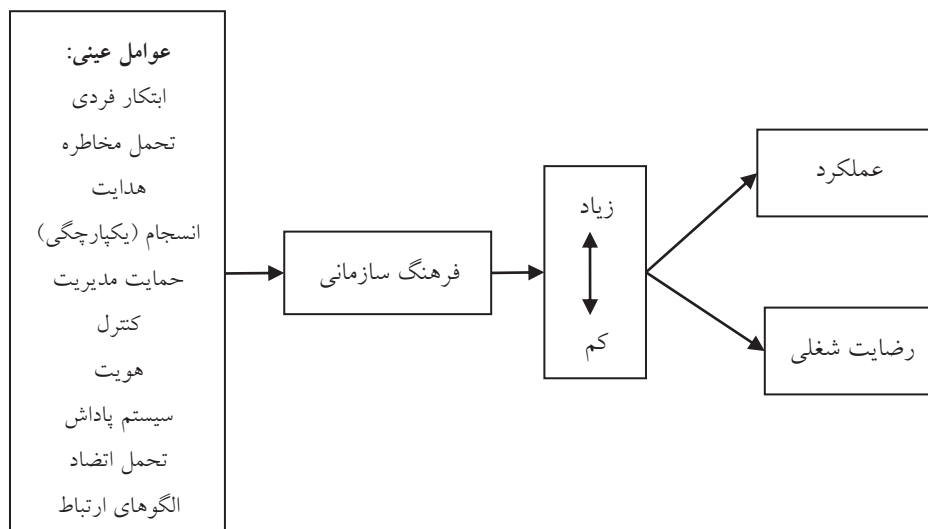 عوامل عینی:
ابتکار فردی
تحمل مخاطره
هدایت
انسجام (یکپارچگی)
حمایت مدیریت
کنترل
هویت
سیستم پاداش
تحمل اتضاد
الگوهای ارتباط
فرهنگ سازمانی
زیاد
کم
عملکرد
رضایت شغلی